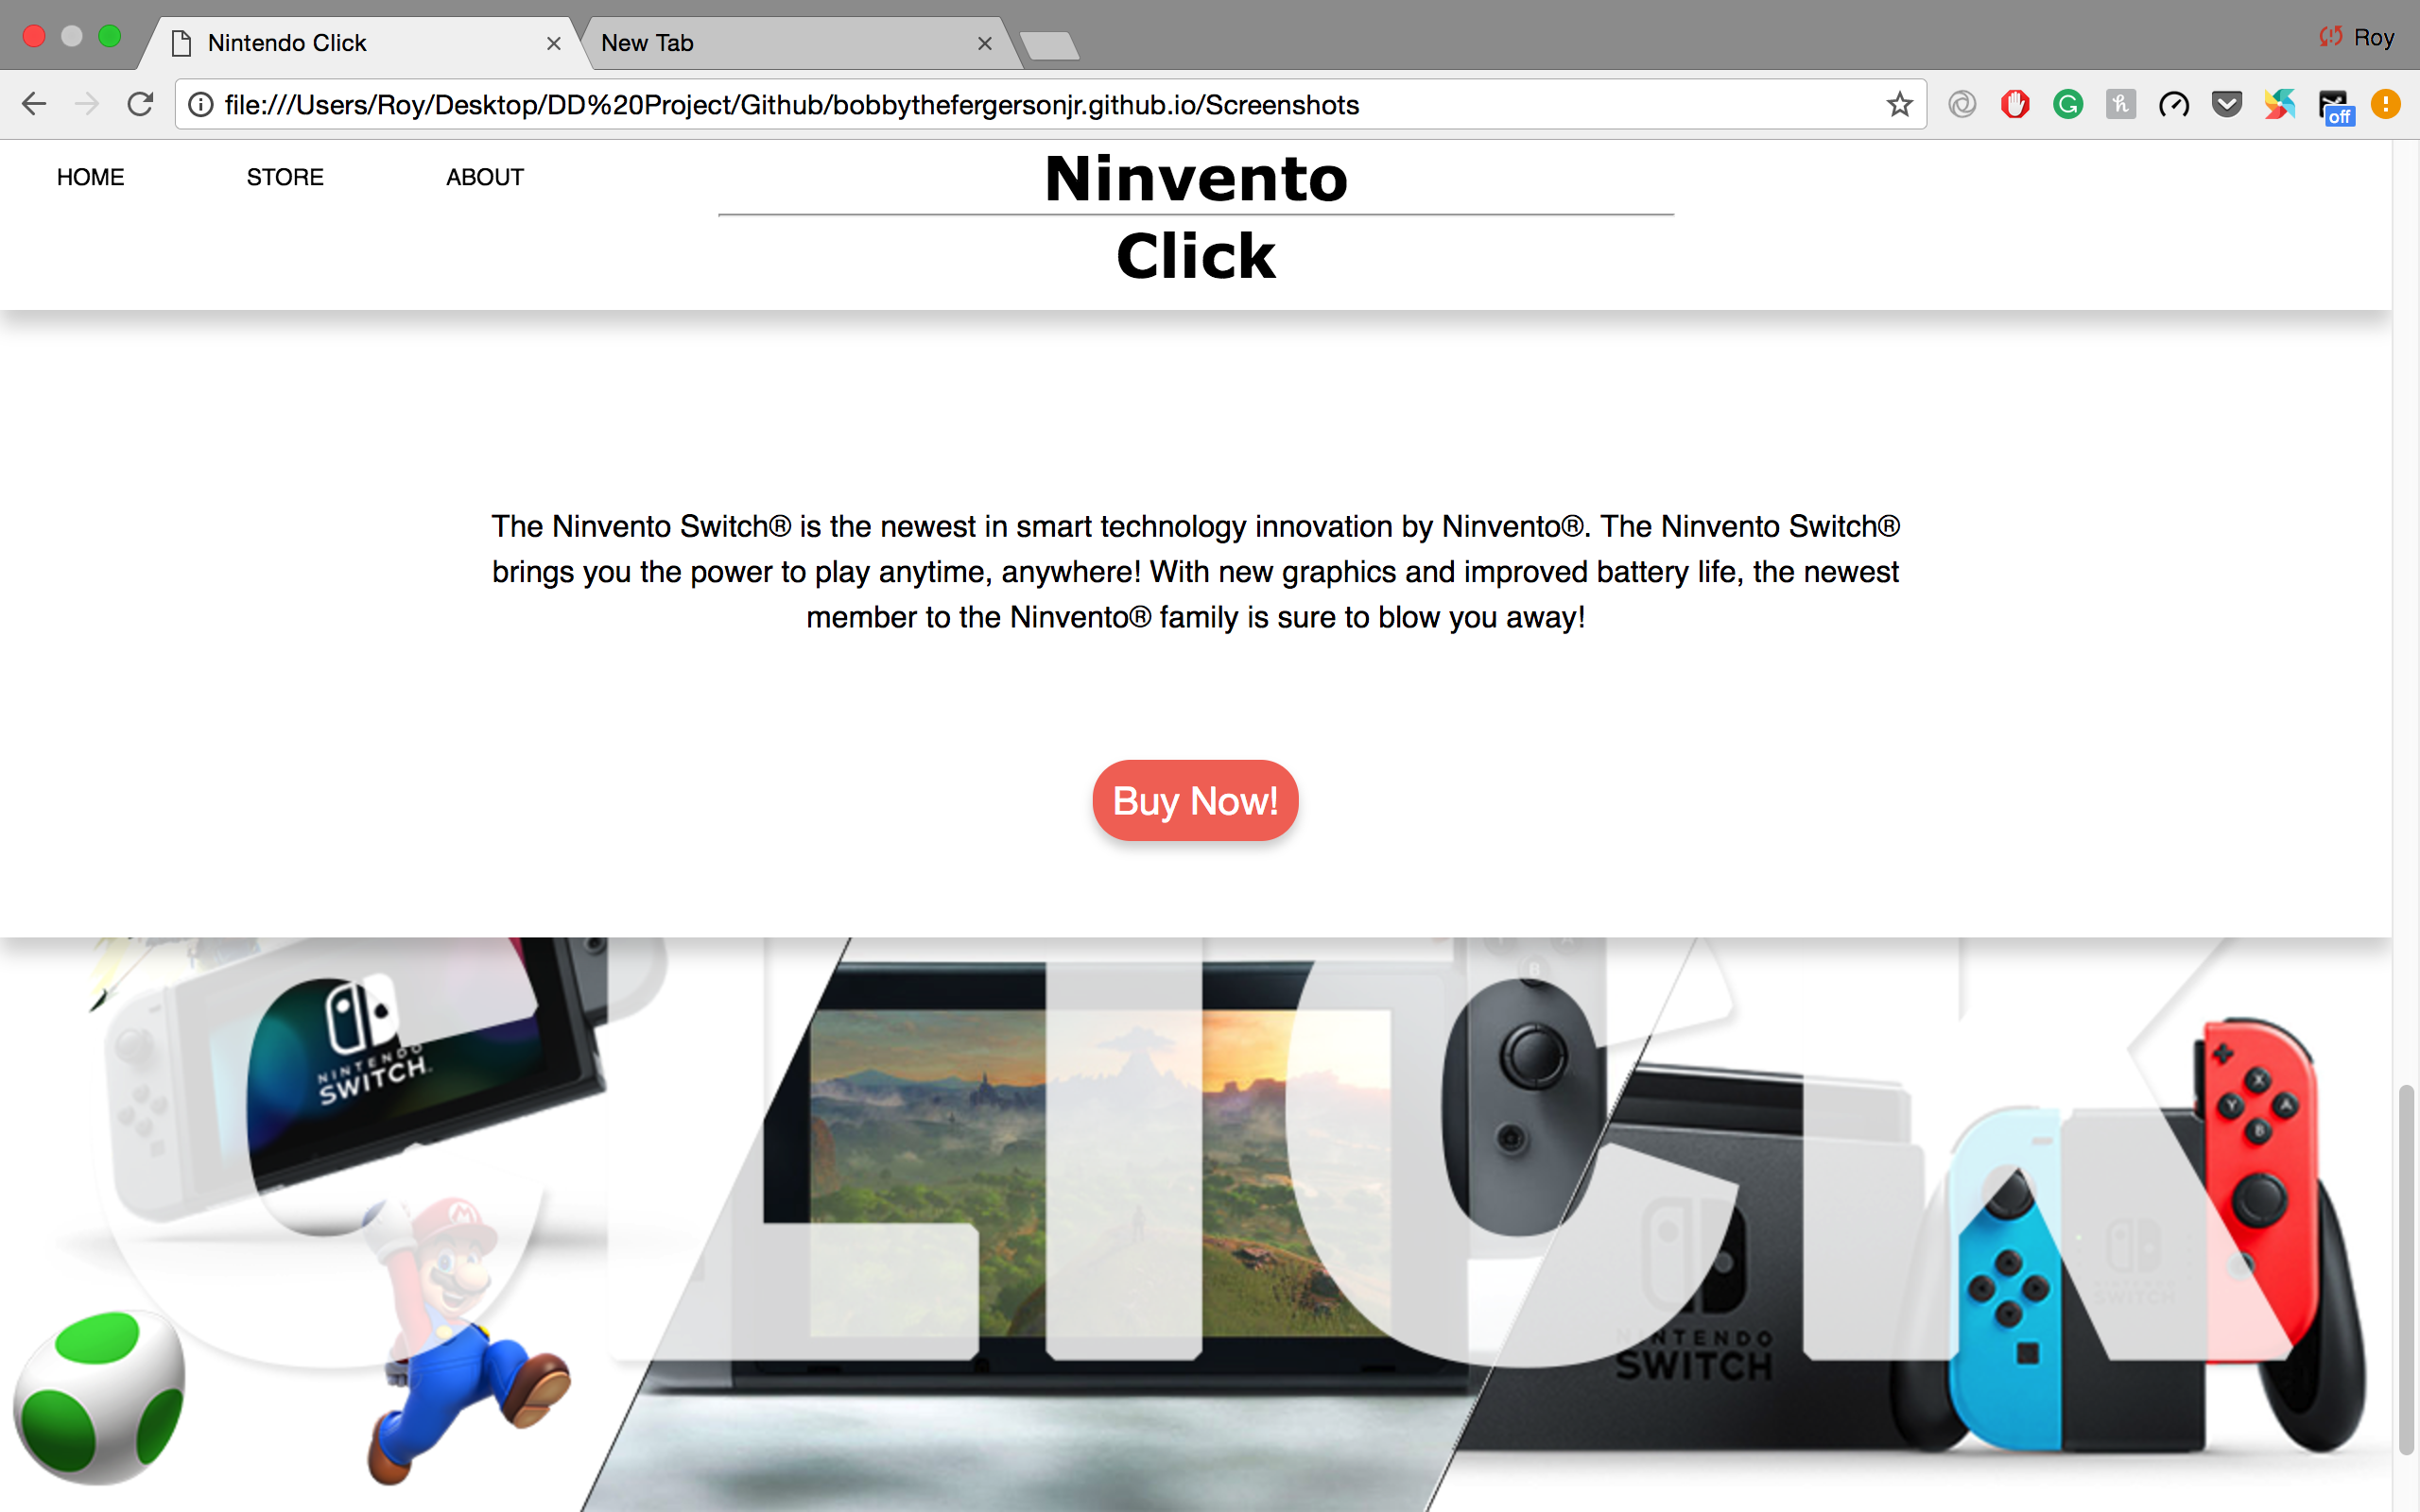 Nintendo Click
New Tab
Roy
file:///Users/Roy/Desktop/DD%20Project/Github/bobbythefergersonjr.github.io/Screenshots
off
HOME STORE ABOUT
Ninvento
Click
The Ninvento Switch® is the newest in smart technology innovation by Ninvento®. The Ninvento Switch®
brings you the power to play anytime, anywhere! With new graphics and improved battery life, the newest
member to the Ninvento® family is sure to blow you away!
Buy Now!
CLICK
NINTENDO
SWITCH
M
B
X
Y A
B
NINTENDO
SWITCH
NINTENDO
SWITCH